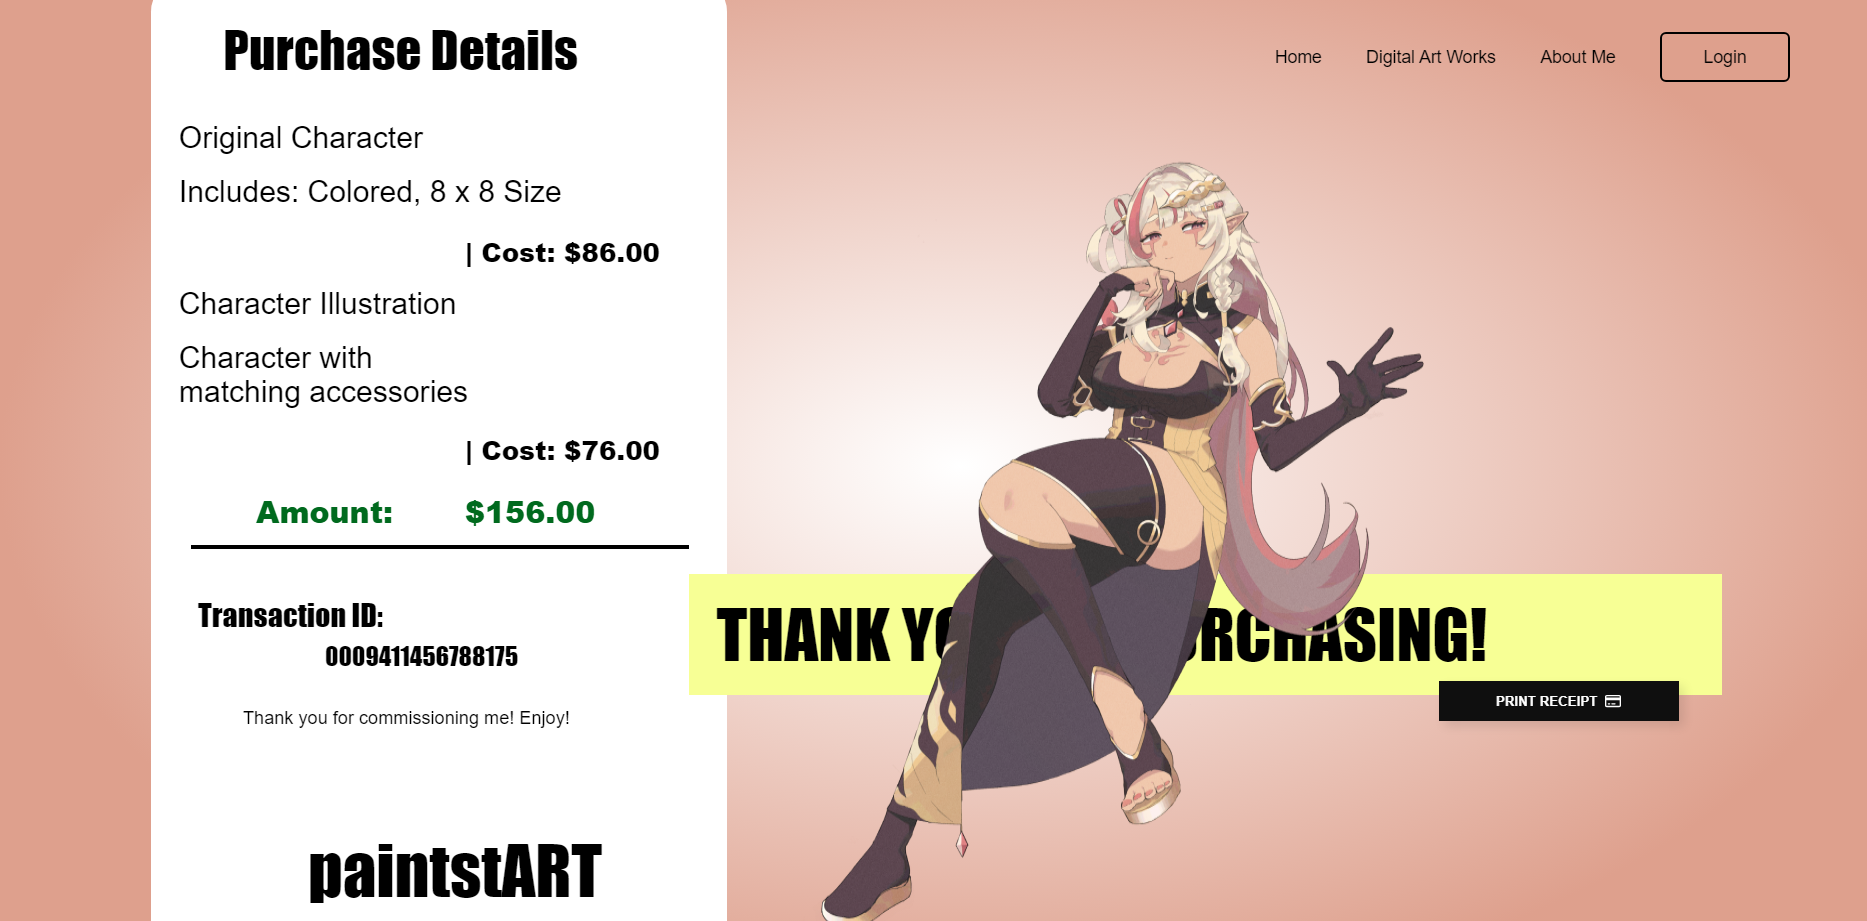 Purchase Details
Original Character
Includes: Colored, 8 x 8 Size
| Cost: $86.00
Character Illustration
Character with
matching accessories
| Cost: $76.00
Amount: $156.00
Transaction ID:
0009411456788175
Thank you for commissioning me! Enjoy!
paintstART
Home Digital Art Works About Me Login
THANK YO URCHASING!
PRINT RECEIPT